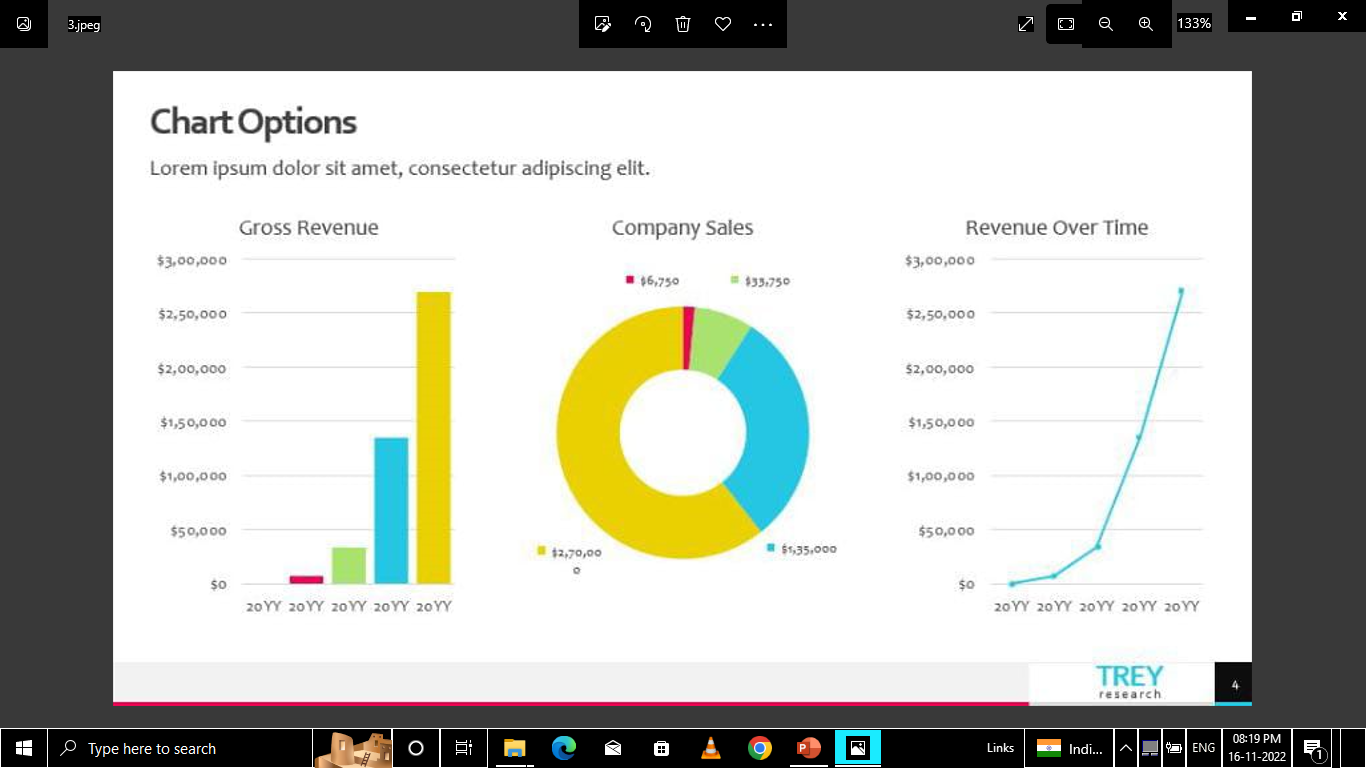 3.jpeg
133%
Chart Options
Lorem ipsum dolor sit amet, consectetur adipiscing elit.
Gross Revenue
$3,00,000
$2,50,000
$2,00,000
$1,50,000
$1,00,000
$50,000
$0
20YY 20YY 20YY 20YY 20YY
Company Sales
$6,750
$33,750
$2,70,00
0
$1,35,000
Revenue Over Time
$3,00,000
$2,50,000
$2,00,000
$1,50,000
$1,00,000
$50,000
$0
20YY 20YY 20YY 20YY 20YY
TREY
research
4
Type here to search
Links
Indi...
ENG
08:19 PM
16-11-2022
1